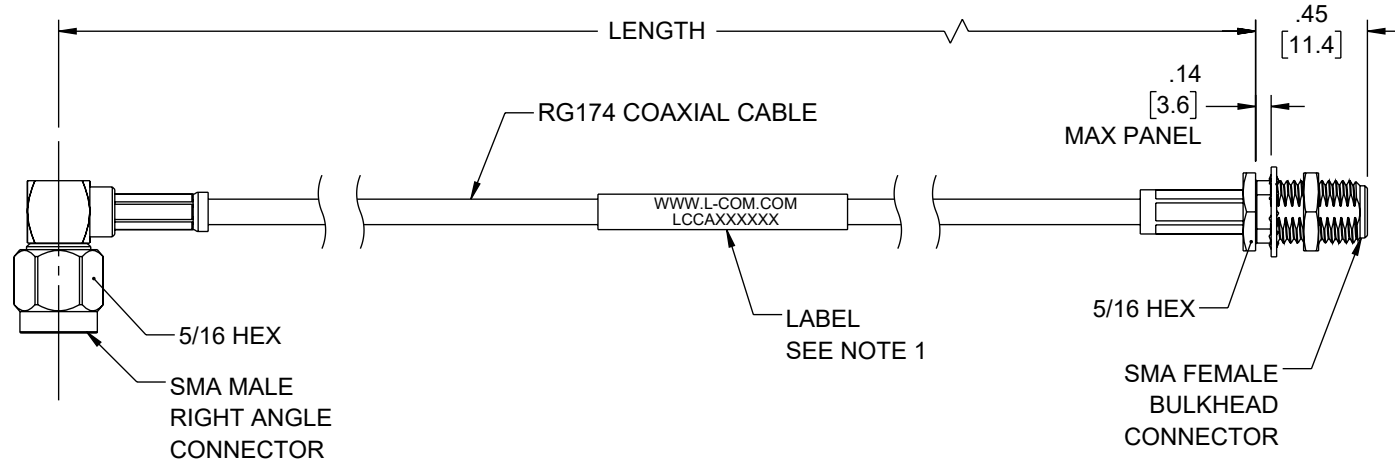 LENGTH
.45
[11.4]
.14
[3.6]
MAX PANEL
RG174 COAXIAL CABLE
WWW.L-COM.COM
LCCAXXXXXX
5/16 HEX
LABEL
SEE NOTE 1
5/16 HEX
SMA MALE
RIGHT ANGLE
CONNECTOR
SMA FEMALE
BULKHEAD
CONNECTOR